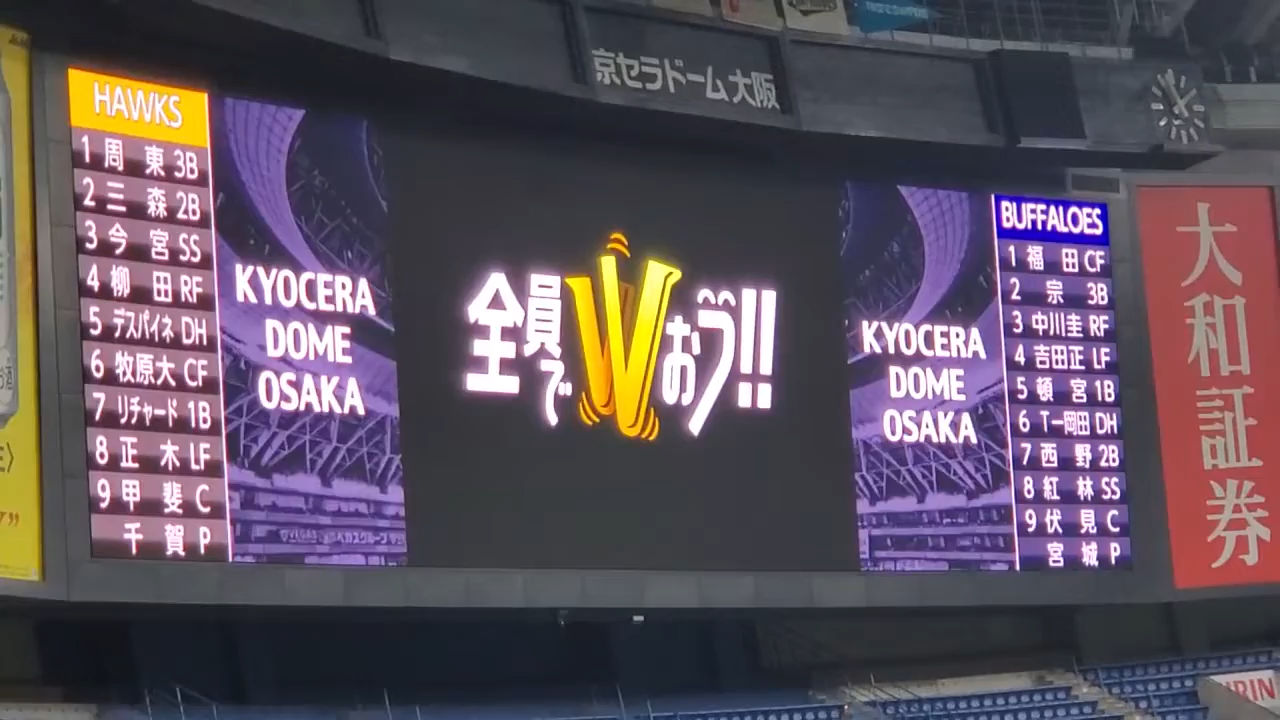 京セラドーム大阪
HAWKS
1 周 東 3B
2 三 森 2B
3 今 宮 SS
4 柳 田 RF
5 デスパイネ DH
6 牧原大 CF
7 リチャード 1B
8 正 木 LF
9 甲 斐 C
千 賀 P
KYOCERA
DOME
OSAKA
全員でWおう!!
KYOCERA
DOME
OSAKA
BUFFALOES
1 福 田 CF
2 宗 3B
3 中川圭 RF
4 吉田正 LF
5 頓 宮 1B
6 T-岡田 DH
7 西 野 2B
8 紅 林 SS
9 伏 見 C
宮 城 P
大和証券